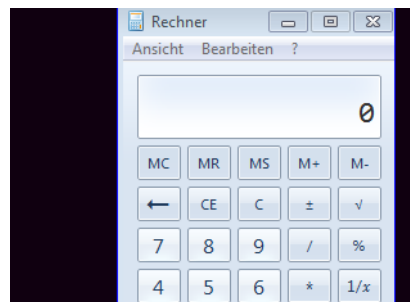 Rechner
Ansicht Bearbeiten ?
0
MC MR MS M+ M-
← CE C ± √
7 8 9 / %
4 5 6 * 1/x